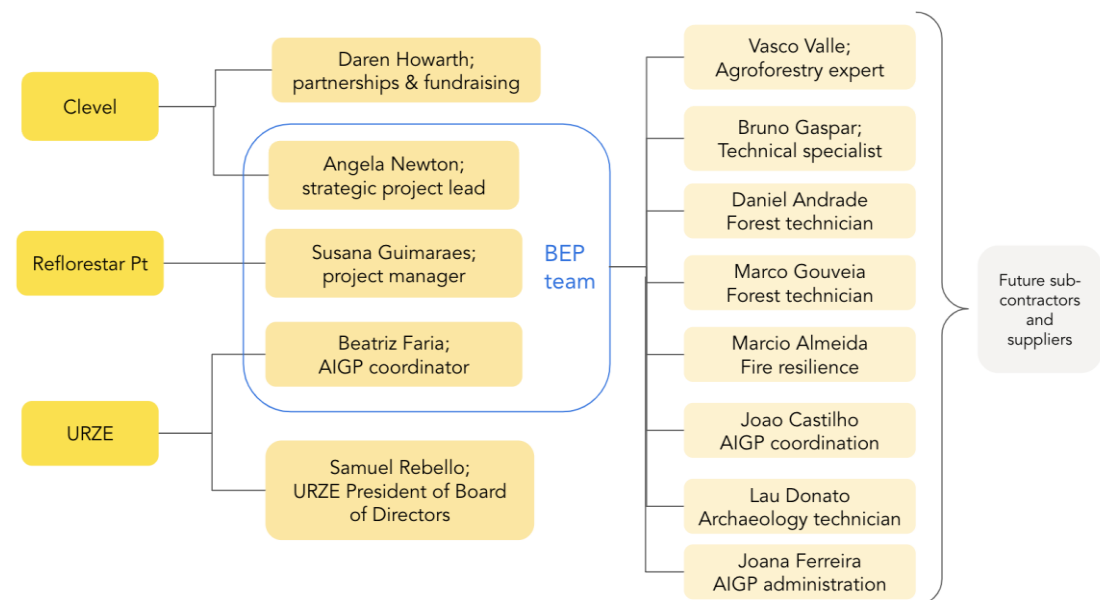 Clevel
Reflorestar Pt
URZE
Daren Howarth;
partnerships & fundraising
Angela Newton;
strategic project lead
Susana Guimaraes;
project manager
Beatriz Faria;
AIGP coordinator
Samuel Rebello;
URZE President of Board
of Directors
BEP
team
Vasco Valle;
Agroforestry expert
Bruno Gaspar;
Technical specialist
Daniel Andrade
Forest technician
Marco Gouveia
Forest technician
Marcio Almeida
Fire resilience
Joao Castilho
AIGP coordination
Lau Donato
Archaeology technician
Joana Ferreira
AIGP administration
Future sub-
contractors
and
suppliers